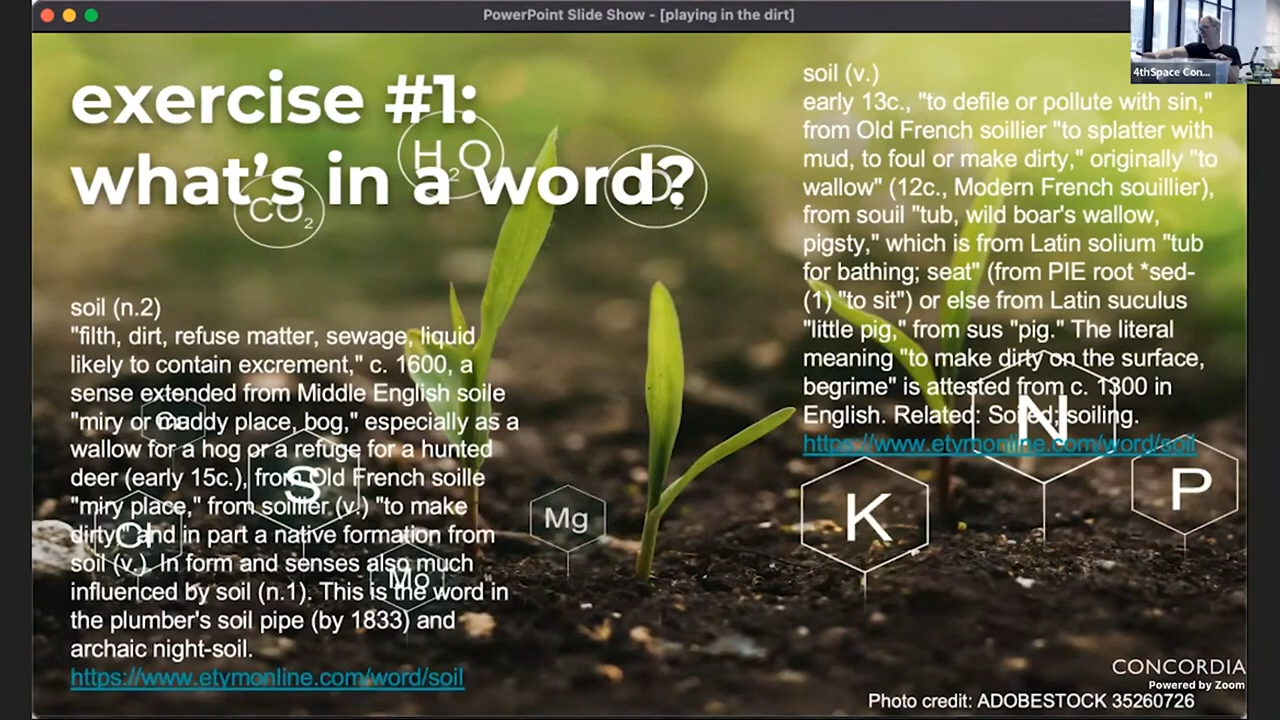 PowerPoint Slide Show - [playing in the dirt]
4thSpace Con...
exercise #1:
what's in a word?
H2O
CO2
O2
soil (n.2)
"filth, dirt, refuse matter, sewage, liquid
likely to contain excrement," c. 1600, a
sense extended from Middle English soile
"miry or muddy place, bog," especially as a
wallow for a hog or a refuge for a hunted
deer (early 15c.), from Old French soille
"miry place," from soillier (v.) "to make
dirty," and in part a native formation from
soil (v.). In form and senses also much
influenced by soil (n.1). This is the word in
the plumber's soil pipe (by 1833) and
archaic night-soil.
https://www.etymonline.com/word/soil
soil (v.)
early 13c., "to defile or pollute with sin,"
from Old French soillier "to splatter with
mud, to foul or make dirty," originally "to
wallow" (12c., Modern French souillier),
from souil "tub, wild boar's wallow,
pigsty," which is from Latin solium "tub
for bathing; seat" (from PIE root *sed-
(1) "to sit") or else from Latin suculus
"little pig," from sus "pig." The literal
meaning "to make dirty on the surface,
begrime" is attested from c. 1300 in
English. Related: Soiled; soiling.
https://www.etymonline.com/word/soil
S
Cl
Mo
Mg
K
N
P
CONCORDIA
Powered by Zoom
Photo credit: ADOBESTOCK 35260726